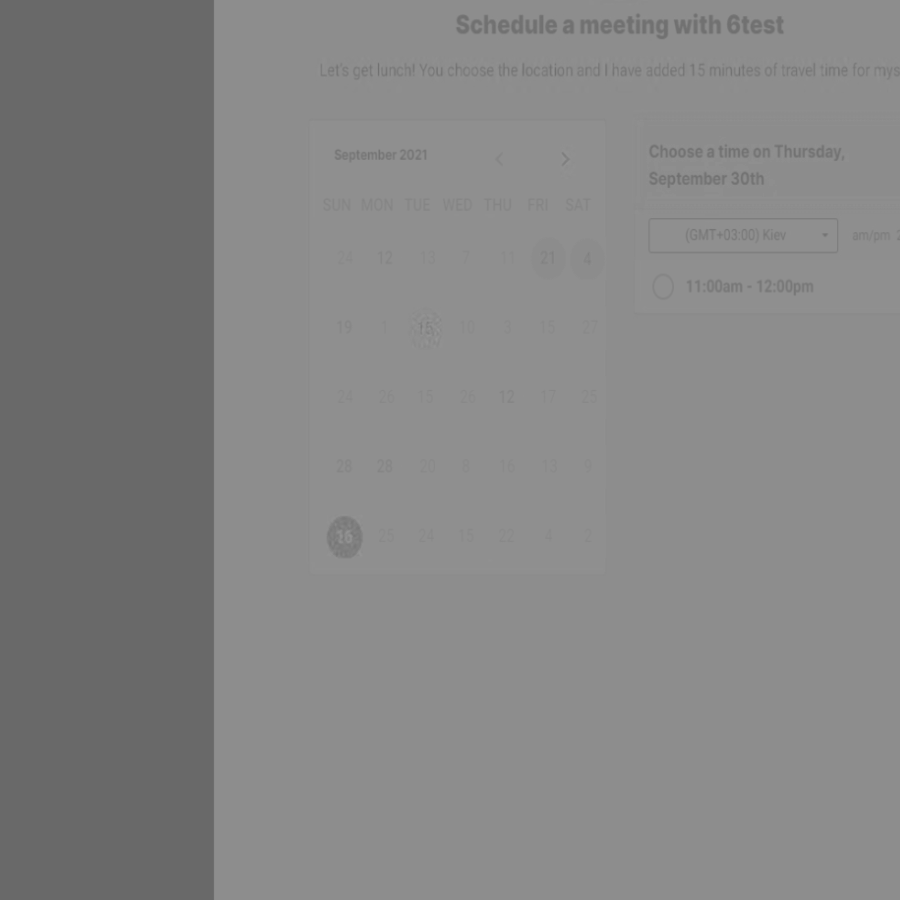 Schedule a meeting with 6test
Let's get lunch! You choose the location and I have added 15 minutes of travel time for mys
September 2021
SUN MON TUE WED THU FRI SAT
24 12 13 7 11 21 4
19 1 15 10 2 15 27
24 26 15 26 12 17 25
28 28 20 8 16 13 9
16 25 24 18 22 4 2
Choose a time on Thursday,
September 30th
(GMT+03:00) Kiev am/pm
11:00am - 12:00pm